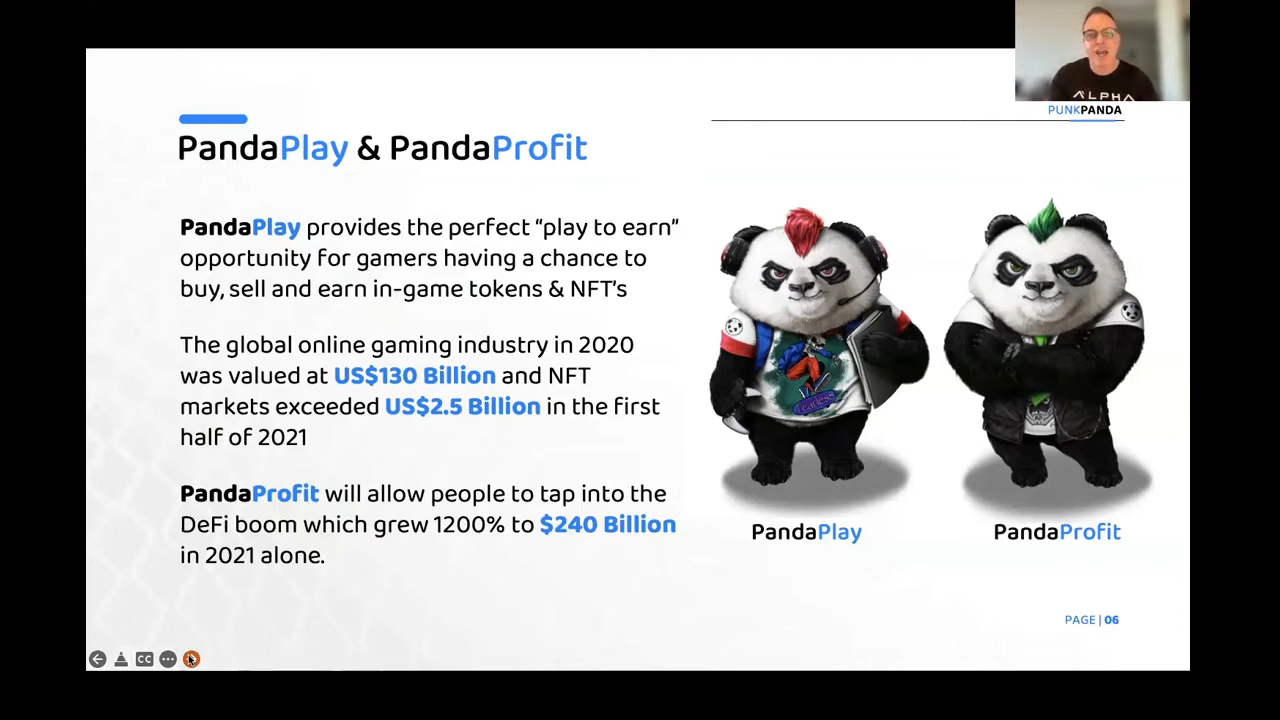 ALPHA
PUNKPANDA
PandaPlay & PandaProfit
PandaPlay provides the perfect “play to earn”
opportunity for gamers having a chance to
buy, sell and earn in-game tokens & NFT’s
The global online gaming industry in 2020
was valued at US$130 Billion and NFT
markets exceeded US$2.5 Billion in the first
half of 2021
PandaProfit will allow people to tap into the
DeFi boom which grew 1200% to $240 Billion
in 2021 alone.
Fearless
PandaPlay
PandaProfit
PAGE | 06
CC